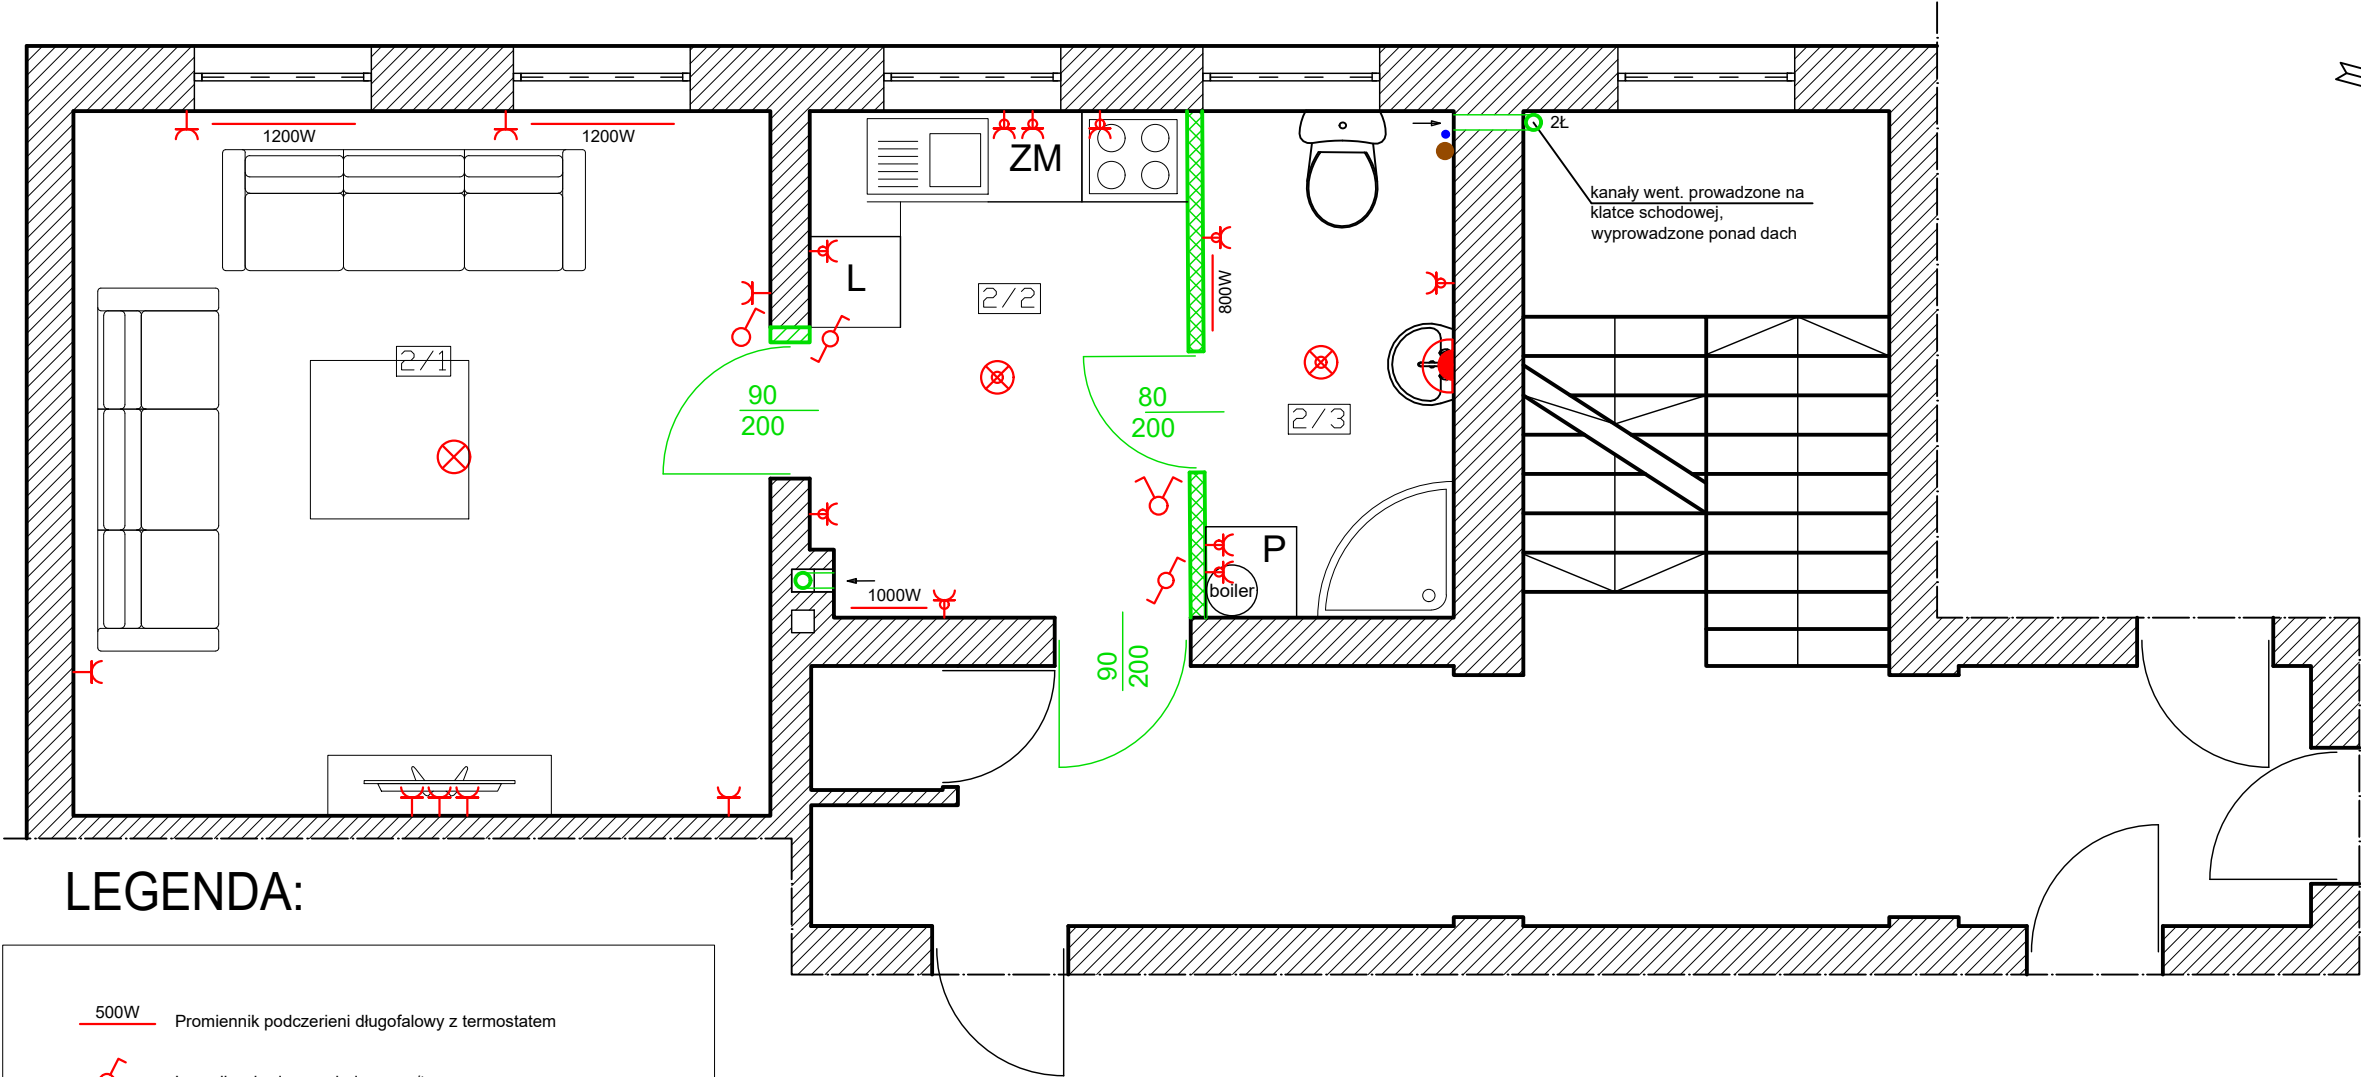 1200W
1200W
ZM
2Ł
kanały went. prowadzone na
klatce schodowej,
wyprowadzone ponad dach
L
2/2
800W
2/1
90
200
80
200
2/3
P
boiler
1000W
90
200
LEGENDA:
500W
Promiennik podczerieni długofalowy z termostatem